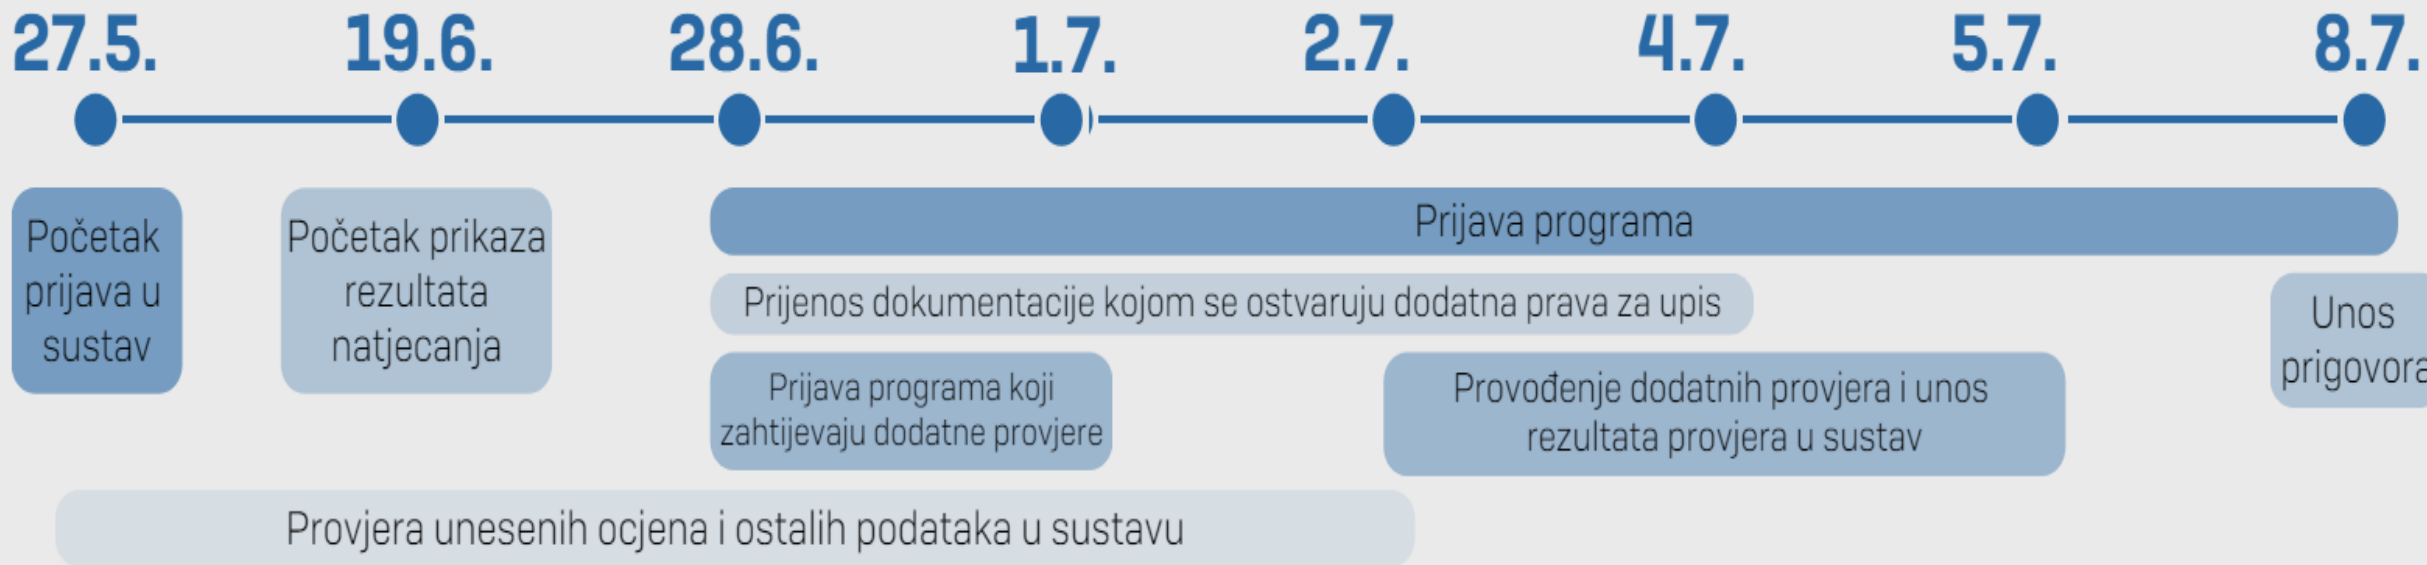 27.5. 19.6. 28.6. 1.7. 2.7. 4.7. 5.7. 8.7.
Početak
prijava u
sustav
Početak prikaza
rezultata
natjecanja
Prijava programa
Prijenos dokumentacije kojom se ostvaruju dodatna prava za upis
Prijava programa koji
zahtijevaju dodatne provjere
Provođenje dodatnih provjera i unos
rezultata provjera u sustav
Unos
prigovora
Provjera unesenih ocjena i ostalih podataka u sustavu